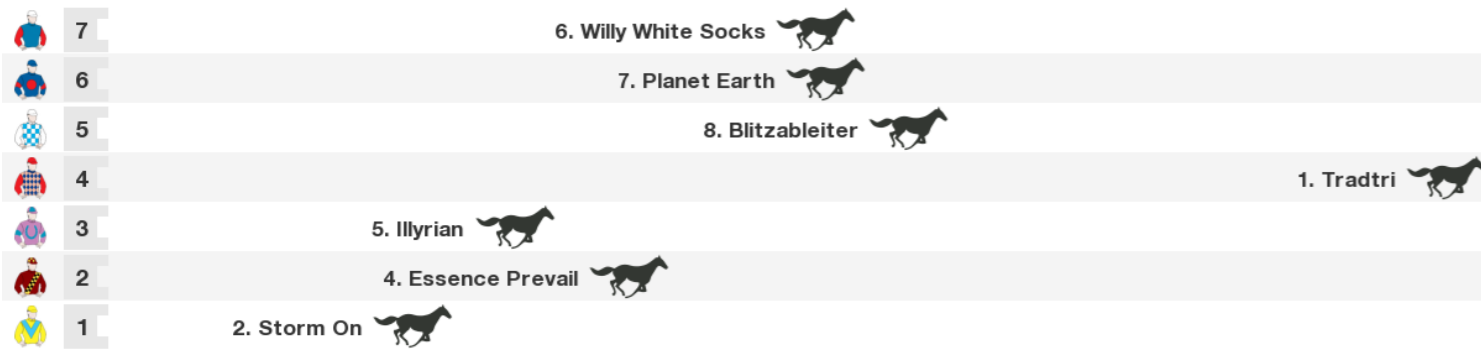 7 6. Willy White Socks
6 7. Planet Earth
5 8. Blitzableiter
4 1. Tradtri
3 5. Illyrian
2 4. Essence Prevail
1 2. Storm On